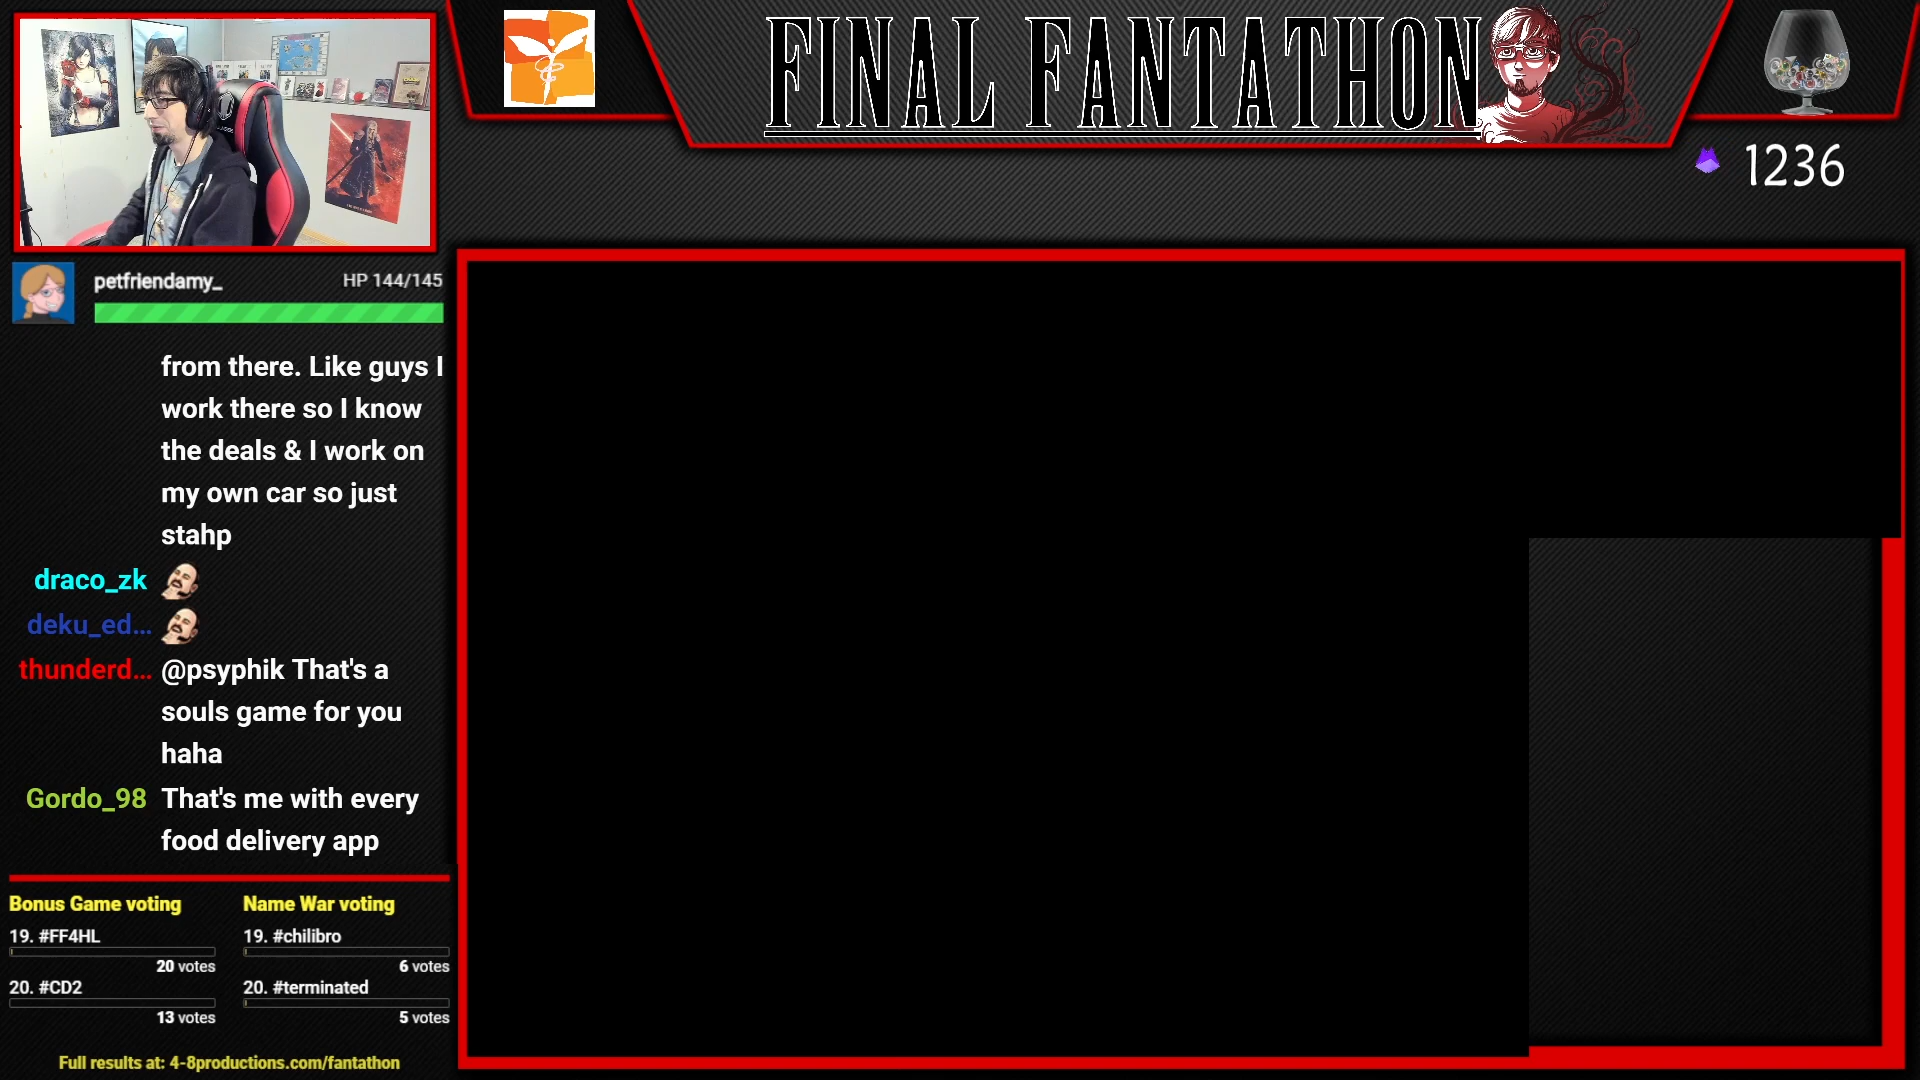 FINAL FANTATHON
1236
petfriendamy_
HP 144/145
from there. Like guys I
work there so I know
the deals & I work on
my own car so just
stahp
draco_zk
deku_ed...
thunderd... @psyphik That's a
souls game for you
haha
Gordo_98 That's me with every
food delivery app
Bonus Game voting
19. #FF4HL
20 votes
20. #CD2
13 votes
Name War voting
19. #chilibro
6 votes
20. #terminated
5 votes
Full results at: 4-8productions.com/fantathon